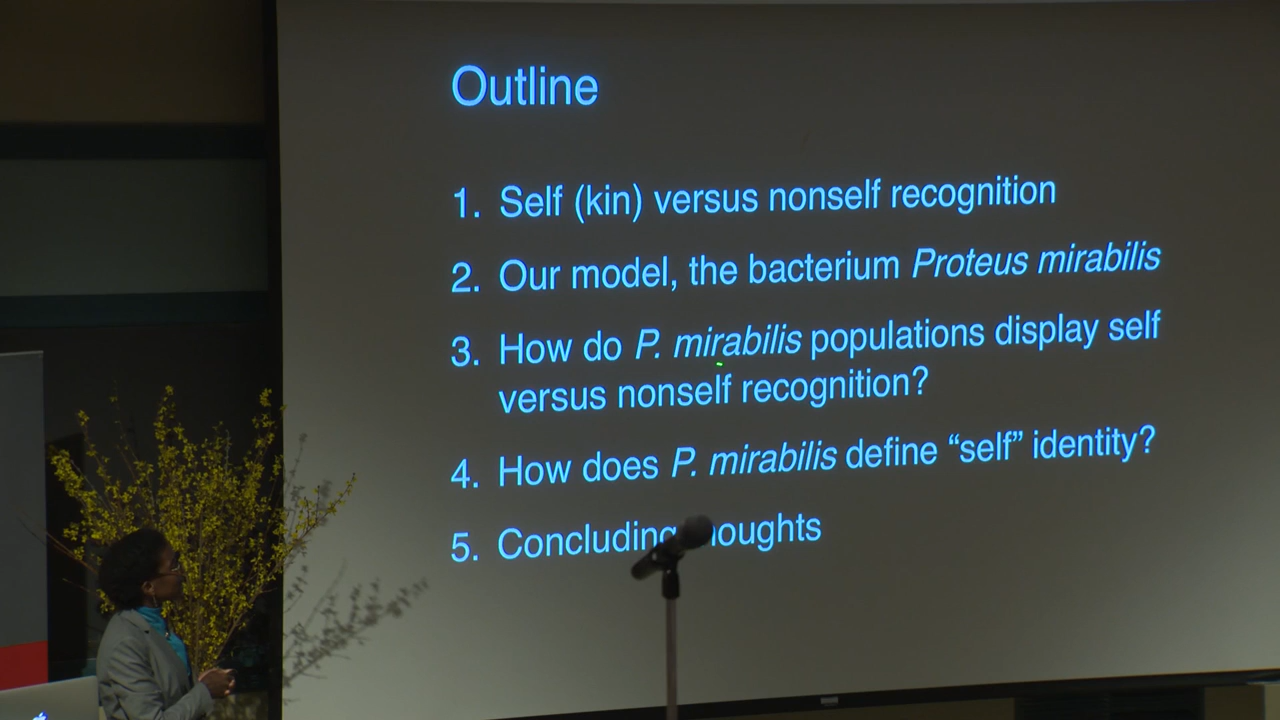 Outline
1. Self (kin) versus nonself recognition
2. Our model, the bacterium Proteus mirabilis
3. How do P. mirabilis populations display self
versus nonself recognition?
4. How does P. mirabilis define “self” identity?
5. Concluding houghts